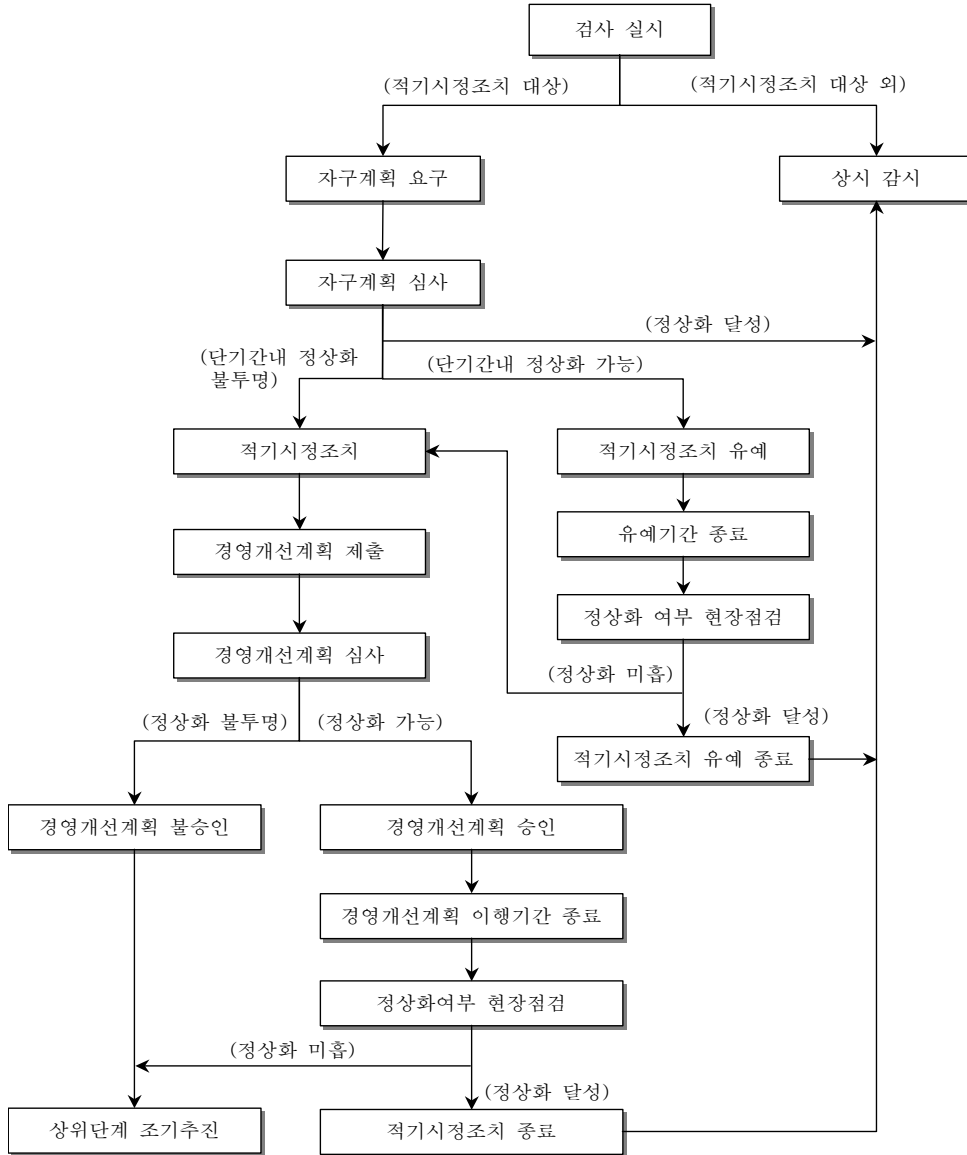 검사 실시
(적기시정조치 대상)
(적기시정조치 대상 외)
자구계획 요구
상시 감시
자구계획 심사
(정상화 달성)
(단기간내 정상화
불투명)
(단기간내 정상화 가능)
적기시정조치
적기시정조치 유예
경영개선계획 제출
유예기간 종료
정상화 여부 현장점검
경영개선계획 심사
(정상화 미흡)
(정상화 불투명)
(정상화 가능)
(정상화 달성)
적기시정조치 유예 종료
경영개선계획 불승인
경영개선계획 승인
경영개선계획 이행기간 종료
정상화여부 현장점검
(정상화 미흡)
(정상화 달성)
상위단계 조기추진
적기시정조치 종료